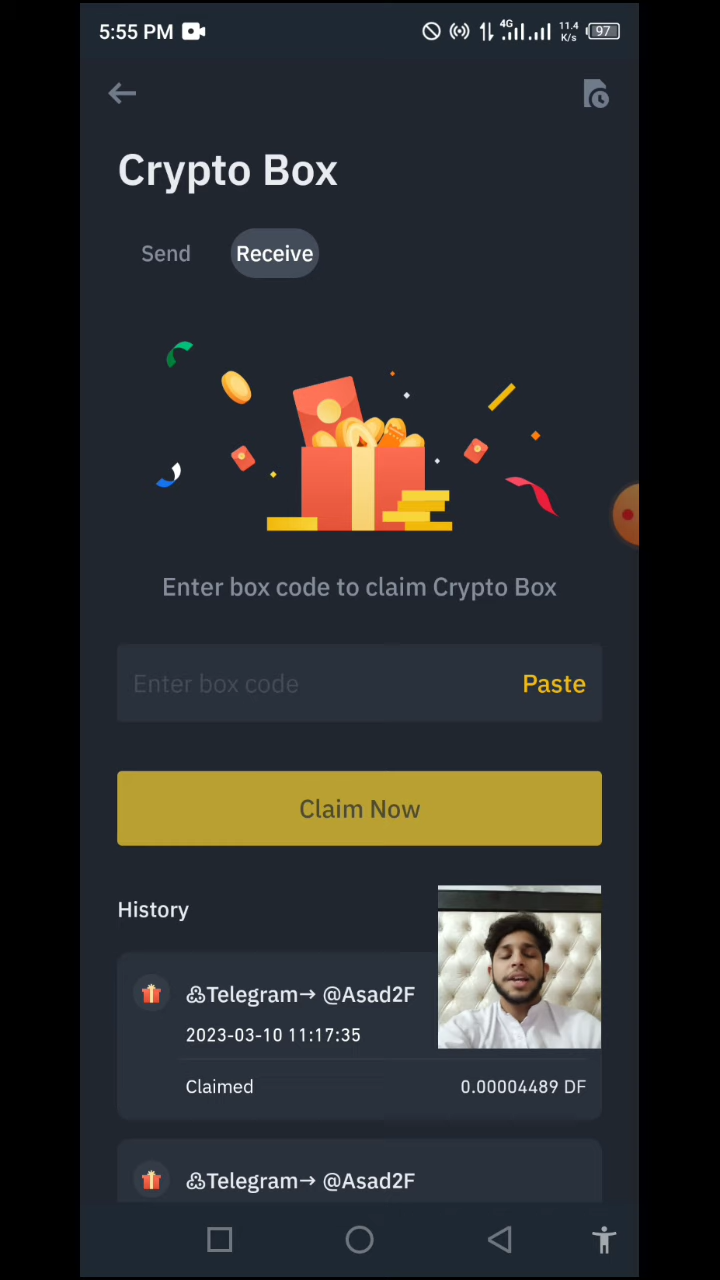 5:55 PM
4G
11.4
K/s
97
Crypto Box
Send
Receive
Enter box code to claim Crypto Box
Enter box code
Paste
Claim Now
History
Telegram→ @Asad2F
2023-03-10 11:17:35
Claimed
0.00004489 DF
Telegram→ @Asad2F